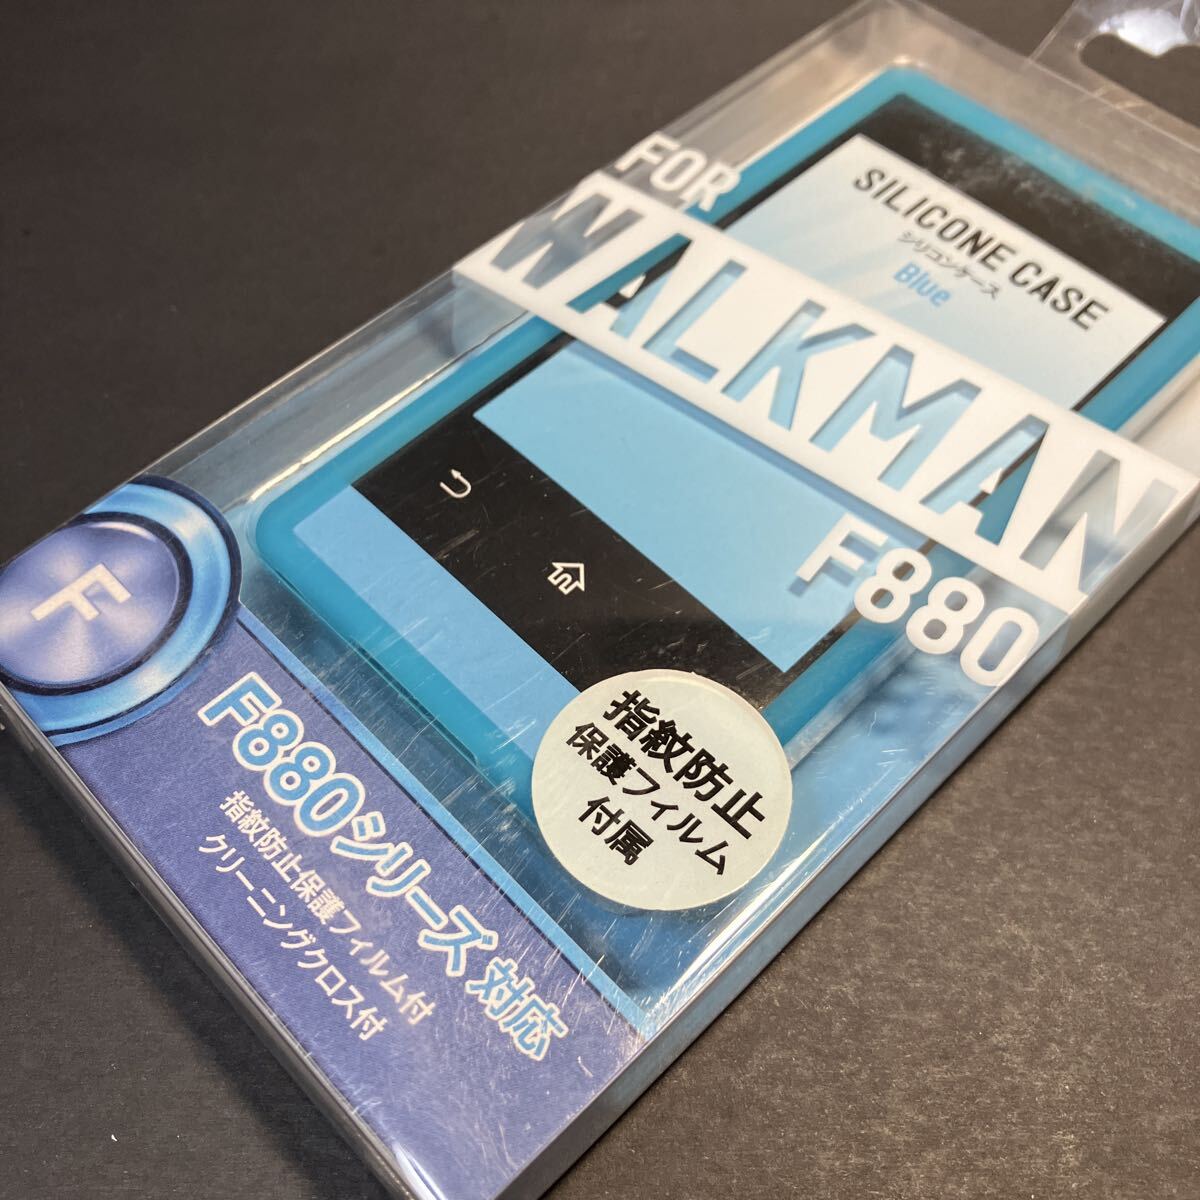 FOR
WALKMAN
F880
SILICONE CASE
シリコンケース
Blue
指紋防止
保護フィルム
付属
F
F880シリーズ 対応
指紋防止保護フィルム付
クリーニングクロス付